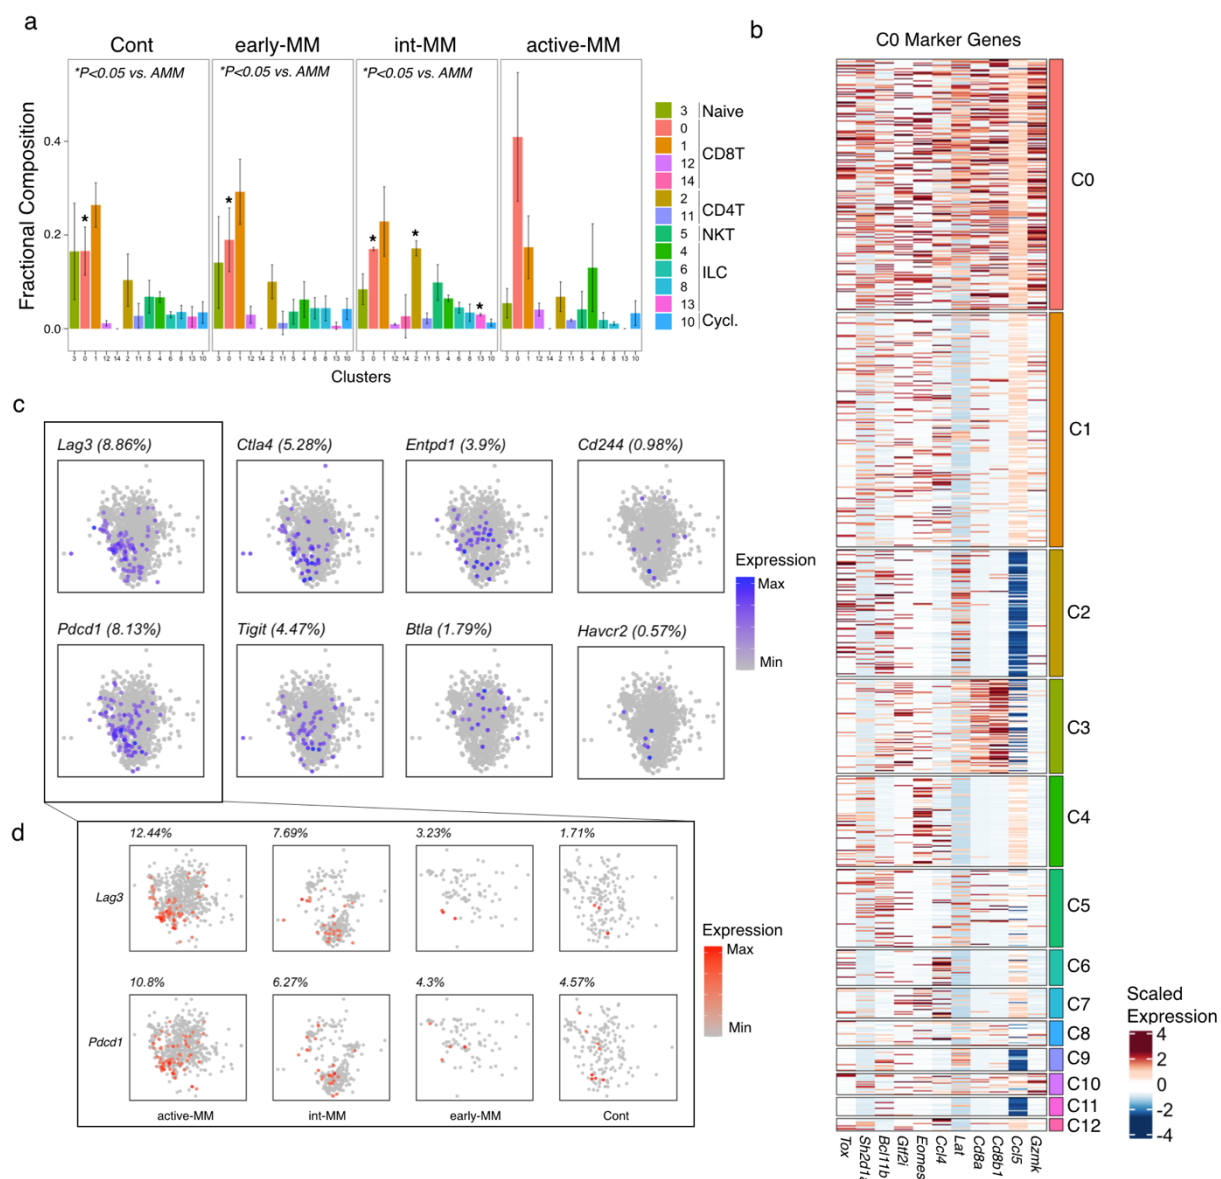 a
Cont
early-MM
int-MM
active-MM
*P<0.05 vs. AMM
*P<0.05 vs. AMM
*P<0.05 vs. AMM
Fractional Composition
0.4
0.2
0.0
*
*
*
*
*
3 0 1 12 14 2 11 5 4 6 8 13 10
3 0 1 12 14 2 11 5 4 6 8 13 10
3 0 1 12 14 2 11 5 4 6 8 13 10
3 0 1 12 14 2 11 5 4 6 8 13 10
Clusters
3 Naive
0
1
12
14
CD8T
2
11
CD4T
5 NKT
4
6
8
13
ILC
10 Cycl.
b
C0 Marker Genes
C0
C1
C2
C3
C4
C5
C6
C7
C8
C9
C10
C11
C12
Tox
Sh2d1a
Bcl11b
Gtf2i
Eomes
Ccl4
Lat
Cd8a
Cd8b1
Ccl5
Gzmk
Scaled
Expression
4
2
0
-2
-4
c
Lag3 (8.86%)
Ctla4 (5.28%)
Entpd1 (3.9%)
Cd244 (0.98%)
Pdcd1 (8.13%)
Tigit (4.47%)
Btla (1.79%)
Havcr2 (0.57%)
Expression
Max
Min
d
12.44%
7.69%
3.23%
1.71%
Lag3
10.8%
6.27%
4.3%
4.57%
Pdcd1
active-MM
int-MM
early-MM
Cont
Expression
Max
Min